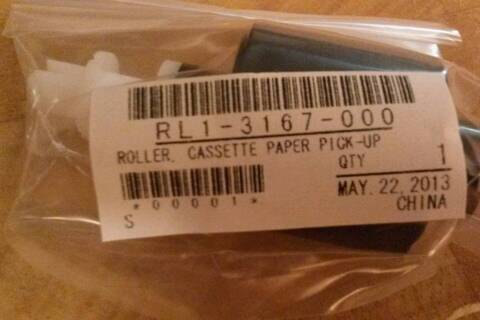 RL1-3167-000
ROLLER, CASSETTE PAPER PICK-UP
QTY 1
*00001*
MAY. 22, 2013
S
CHINA